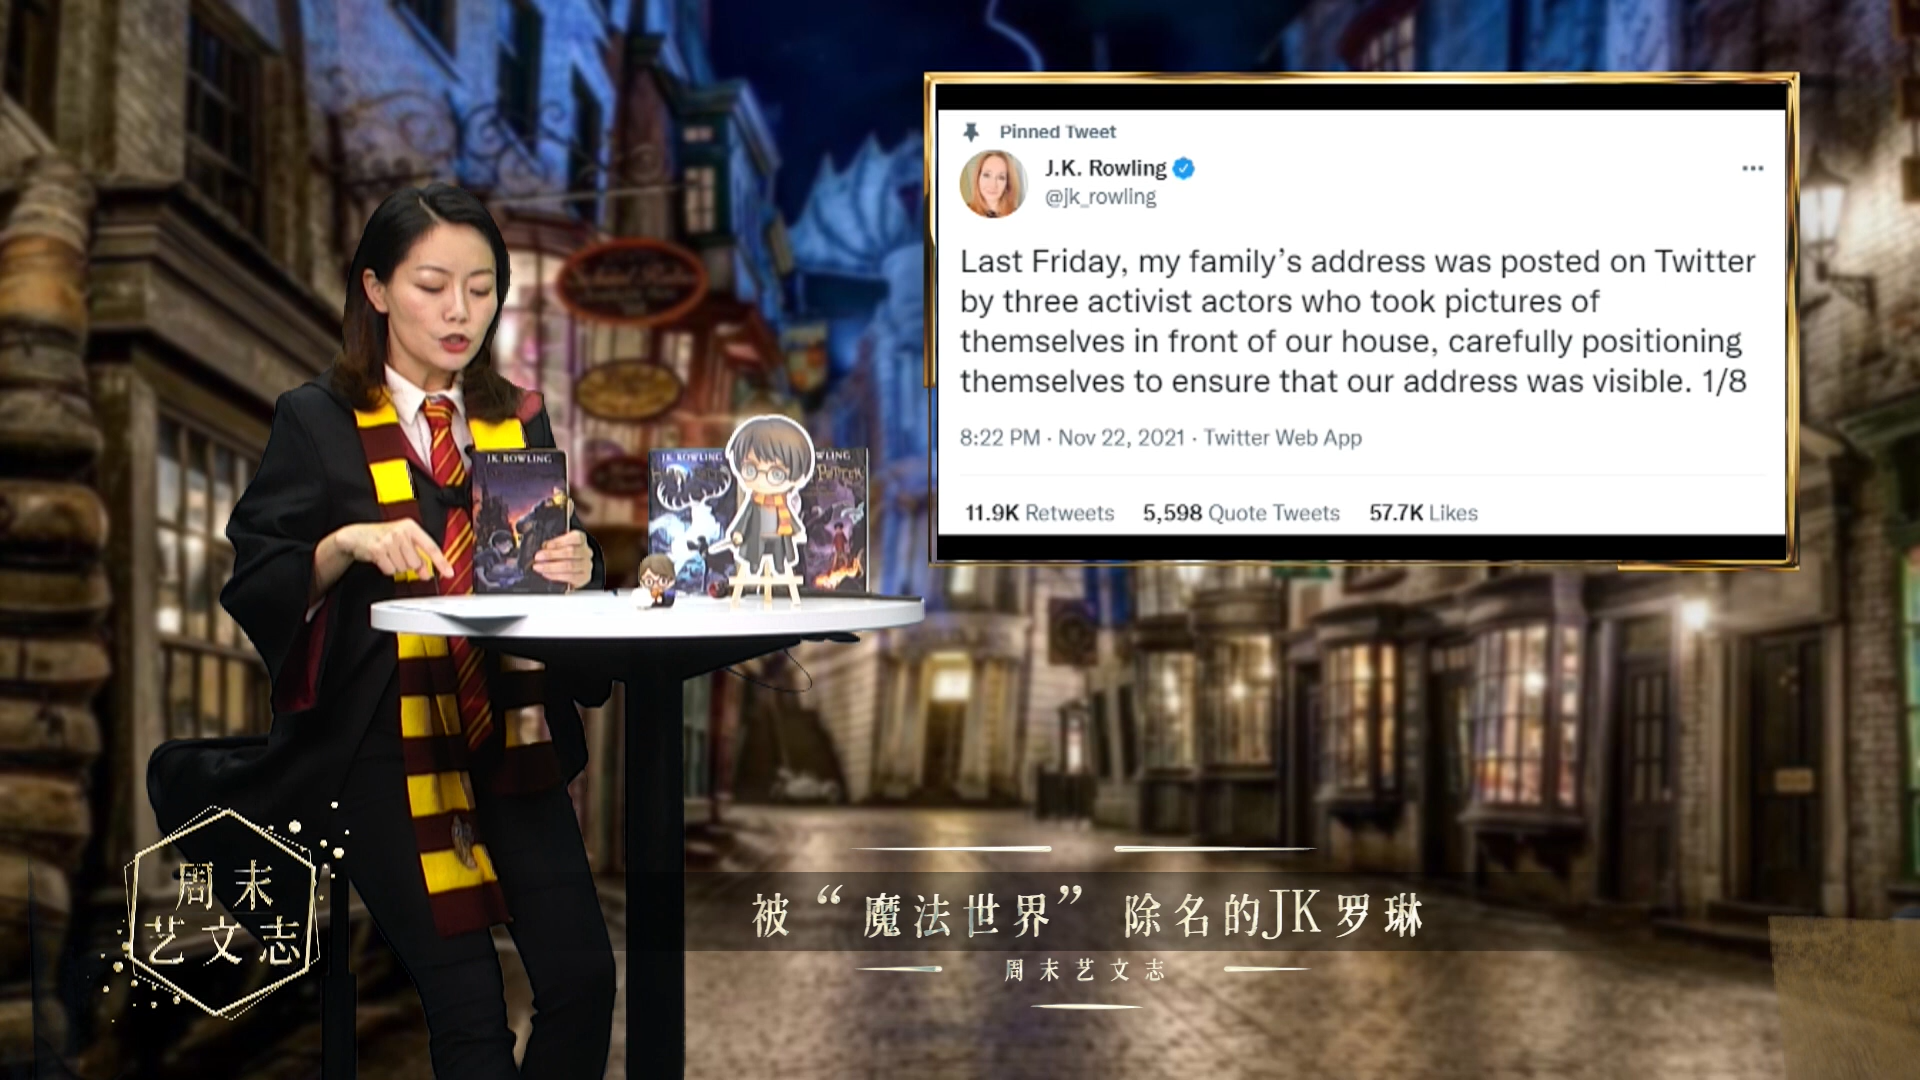 Pinned Tweet
J.K. Rowling
@jk_rowling
Last Friday, my family's address was posted on Twitter
by three activist actors who took pictures of
themselves in front of our house, carefully positioning
themselves to ensure that our address was visible. 1/8
8:22 PM · Nov 22, 2021 · Twitter Web App
11.9K Retweets 5,598 Quote Tweets 57.7K Likes
J.K. ROWLING
J.K. ROWLING
WLING
POTTER
周末
艺文志
被“魔法世界”除名的JK罗琳
周末艺文志